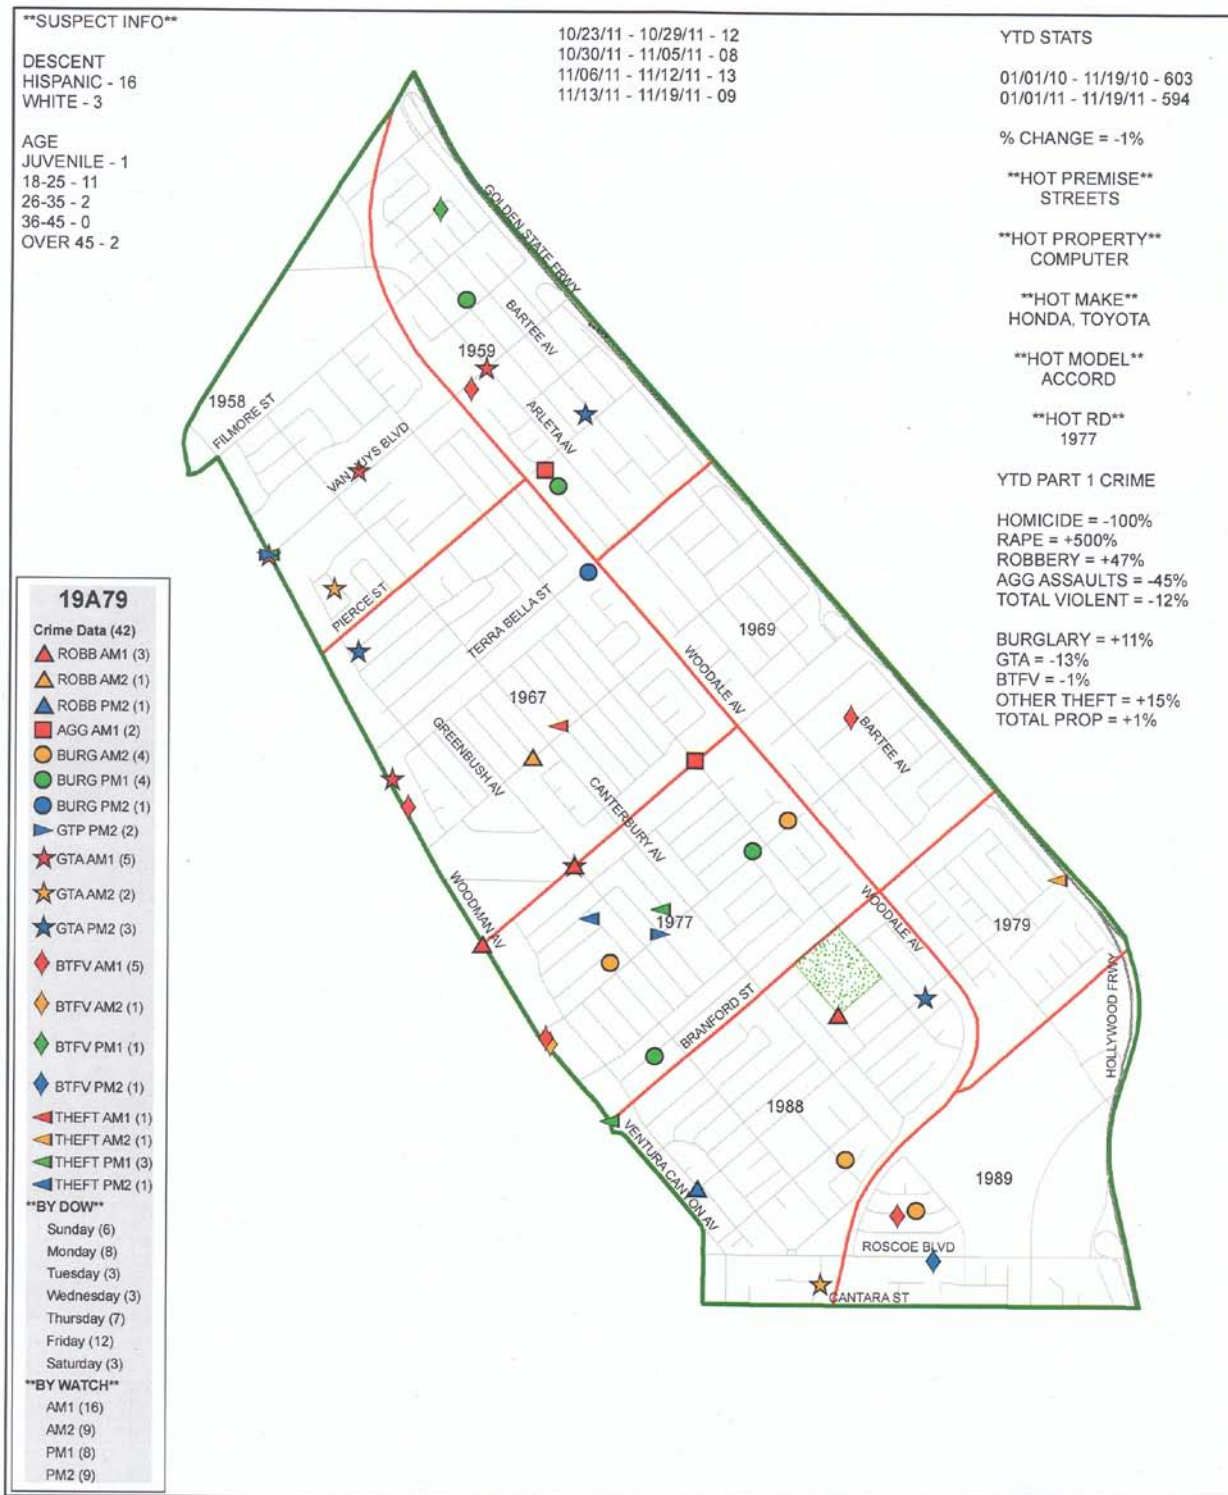 **SUSPECT INFO**
DESCENT
HISPANIC - 16
WHITE - 3
AGE
JUVENILE - 1
18-25 - 11
26-35 - 2
36-45 - 0
OVER 45 - 2
10/23/11 - 10/29/11 - 12
10/30/11 - 11/05/11 - 08
11/06/11 - 11/12/11 - 13
11/13/11 - 11/19/11 - 09
YTD STATS
01/01/10 - 11/19/10 - 603
01/01/11 - 11/19/11 - 594
% CHANGE = -1%
**HOT PREMISE**
STREETS
**HOT PROPERTY**
COMPUTER
**HOT MAKE**
HONDA, TOYOTA
**HOT MODEL**
ACCORD
**HOT RD**
1977
YTD PART 1 CRIME
HOMICIDE = -100%
RAPE = +500%
ROBBERY = +47%
AGG ASSAULTS = -45%
TOTAL VIOLENT = -12%
BURGLARY = +11%
GTA = -13%
BTFV = -1%
OTHER THEFT = +15%
TOTAL PROP = +1%
GOLDEN STATE FRWY
BARTEE AV
1959
ARLETA AV
1958
FILMORE ST
VAN NUYS BLVD
PIERCE ST
TERRA BELLA ST
1969
WOODALE AV
1967
GREENBUSH AV
BARTEE AV
CANTERBURY AV
WOODMAN AV
1977
WOODALE AV
1979
BRANFORD ST
HOLLYWOOD FRWY
1988
VENTURA CANYON AV
1989
ROSCOE BLVD
CANTARA ST
19A79
Crime Data (42)
ROBB AM1 (3)
ROBB AM2 (1)
ROBB PM2 (1)
AGG AM1 (2)
BURG AM2 (4)
BURG PM1 (4)
BURG PM2 (1)
GTP PM2 (2)
GTA AM1 (5)
GTA AM2 (2)
GTA PM2 (3)
BTFV AM1 (5)
BTFV AM2 (1)
BTFV PM1 (1)
BTFV PM2 (1)
THEFT AM1 (1)
THEFT AM2 (1)
THEFT PM1 (3)
THEFT PM2 (1)
**BY DOW**
Sunday (6)
Monday (8)
Tuesday (3)
Wednesday (3)
Thursday (7)
Friday (12)
Saturday (3)
**BY WATCH**
AM1 (16)
AM2 (9)
PM1 (8)
PM2 (9)